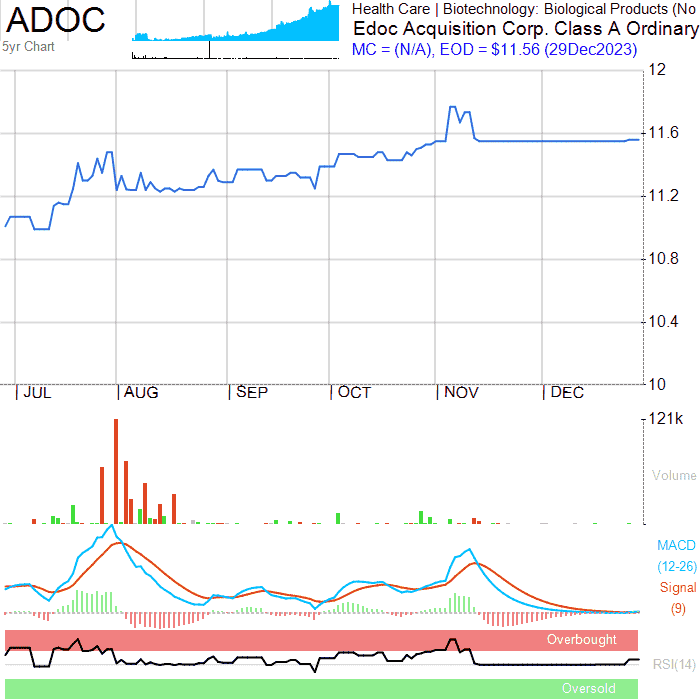 ADOC
5yr Chart
Health Care | Biotechnology: Biological Products (No
Edoc Acquisition Corp. Class A Ordinary
MC = (N/A), EOD = $11.56 (29Dec2023)
12
11.6
11.2
10.8
10.4
10
JUL AUG SEP OCT NOV DEC
121k
Volume
MACD
(12-26)
Signal
(9)
Overbought
RSI(14)
Oversold